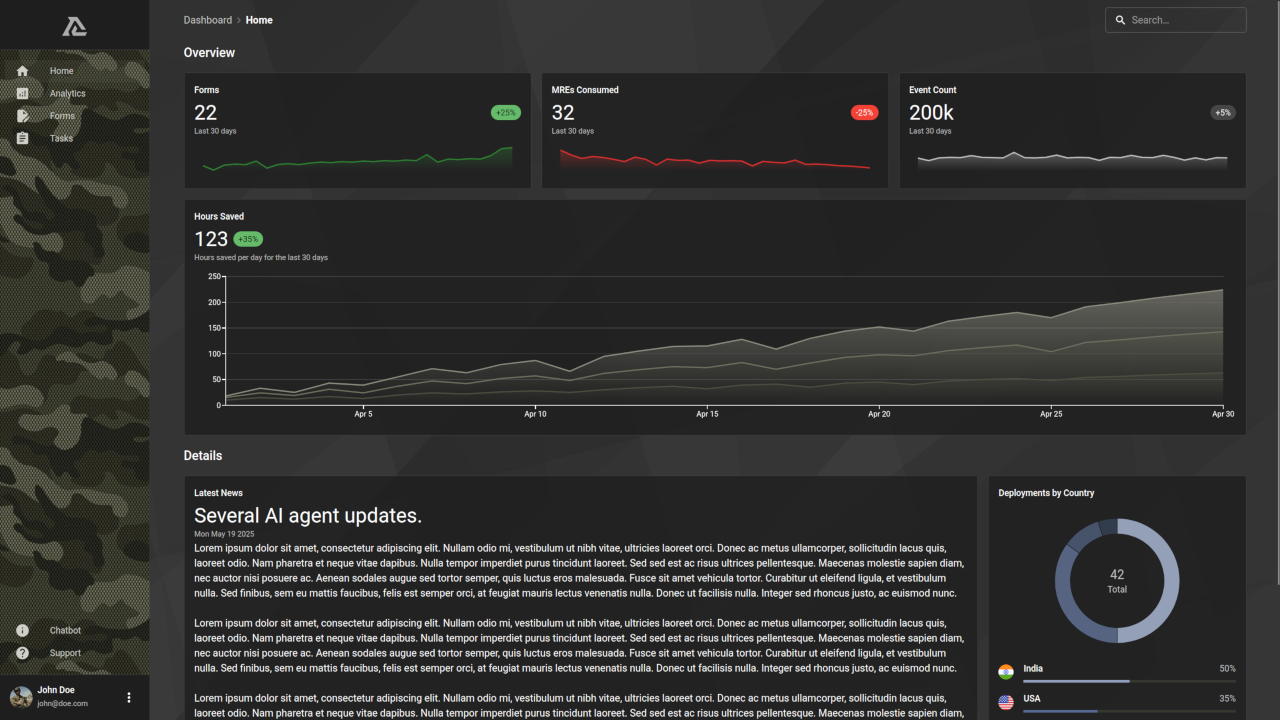 Dashboard › Home
Search...
Home
Analytics
Forms
Tasks
Chatbot
Support
John Doe
john@doe.com
Overview
Forms
22
+25%
Last 30 days
MREs Consumed
32
-25%
Last 30 days
Event Count
200k
+5%
Last 30 days
Hours Saved
123 +35%
Hours saved per day for the last 30 days
250
200
150
100
50
0
Apr 5 Apr 10 Apr 15 Apr 20 Apr 25 Apr 30
Details
Latest News
Several AI agent updates.
Mon May 19 2025
Lorem ipsum dolor sit amet, consectetur adipiscing elit. Nullam odio mi, vestibulum ut nibh vitae, ultricies laoreet orci. Donec ac metus ullamcorper, sollicitudin lacus quis,
laoreet odio. Nam pharetra et neque vitae dapibus. Nulla tempor imperdiet purus tincidunt laoreet. Sed sed est ac risus ultrices pellentesque. Maecenas molestie sapien diam,
nec auctor nisi posuere ac. Aenean sodales augue sed tortor semper, quis luctus eros malesuada. Fusce sit amet vehicula tortor. Curabitur ut eleifend ligula, et vestibulum
nulla. Sed finibus, sem eu mattis faucibus, felis est semper orci, at feugiat mauris lectus venenatis nulla. Donec ut facilisis nulla. Integer sed rhoncus justo, ac euismod nunc.
Lorem ipsum dolor sit amet, consectetur adipiscing elit. Nullam odio mi, vestibulum ut nibh vitae, ultricies laoreet orci. Donec ac metus ullamcorper, sollicitudin lacus quis,
laoreet odio. Nam pharetra et neque vitae dapibus. Nulla tempor imperdiet purus tincidunt laoreet. Sed sed est ac risus ultrices pellentesque. Maecenas molestie sapien diam,
nec auctor nisi posuere ac. Aenean sodales augue sed tortor semper, quis luctus eros malesuada. Fusce sit amet vehicula tortor. Curabitur ut eleifend ligula, et vestibulum
nulla. Sed finibus, sem eu mattis faucibus, felis est semper orci, at feugiat mauris lectus venenatis nulla. Donec ut facilisis nulla. Integer sed rhoncus justo, ac euismod nunc.
Lorem ipsum dolor sit amet, consectetur adipiscing elit. Nullam odio mi, vestibulum ut nibh vitae, ultricies laoreet orci. Donec ac metus ullamcorper, sollicitudin lacus quis,
laoreet odio. Nam pharetra et neque vitae dapibus. Nulla tempor imperdiet purus tincidunt laoreet. Sed sed est ac risus ultrices pellentesque. Maecenas molestie sapien diam,
Deployments by Country
42
Total
India 50%
USA 35%